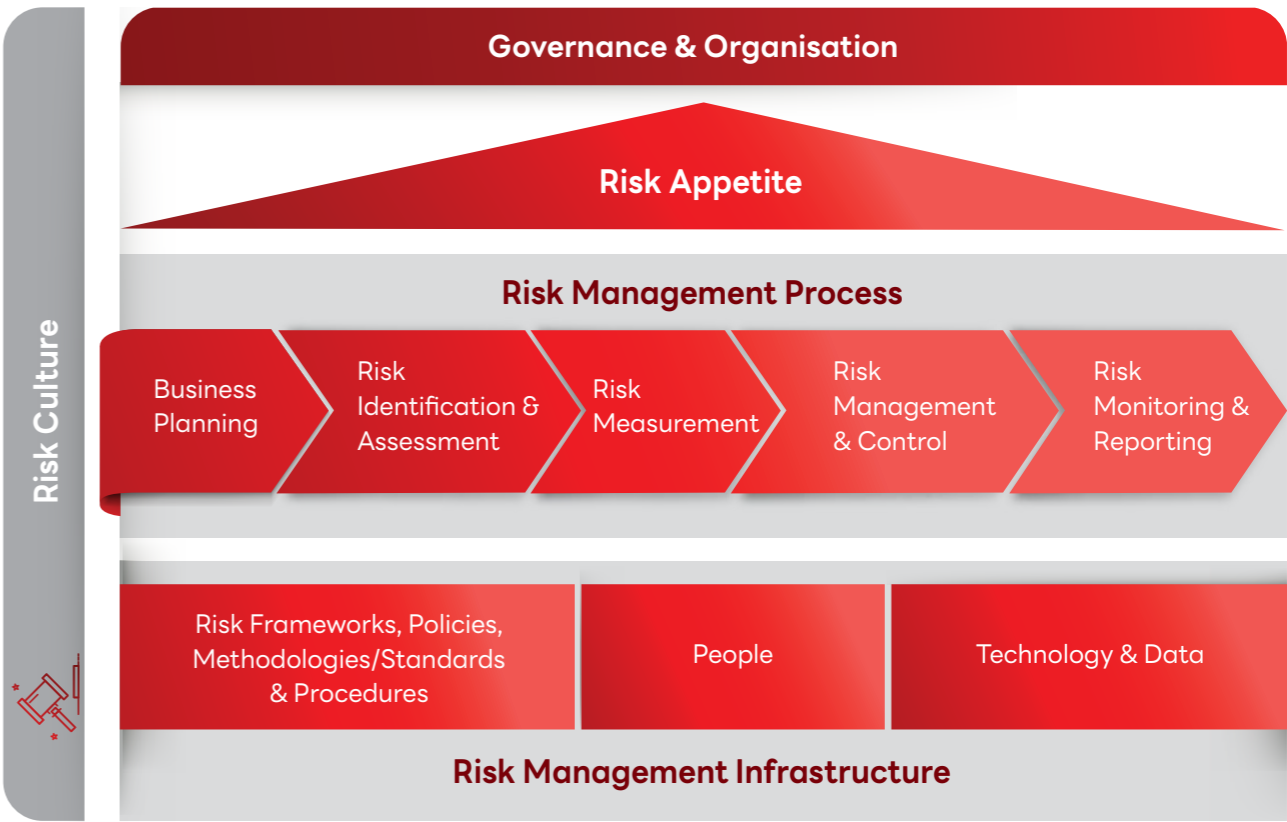 Risk Culture
Governance & Organisation
Risk Appetite
Risk Management Process
Business
Planning
Risk
Identification &
Assessment
Risk
Measurement
Risk
Management
& Control
Risk
Monitoring &
Reporting
Risk Frameworks, Policies,
Methodologies/Standards
& Procedures
People
Technology & Data
Risk Management Infrastructure